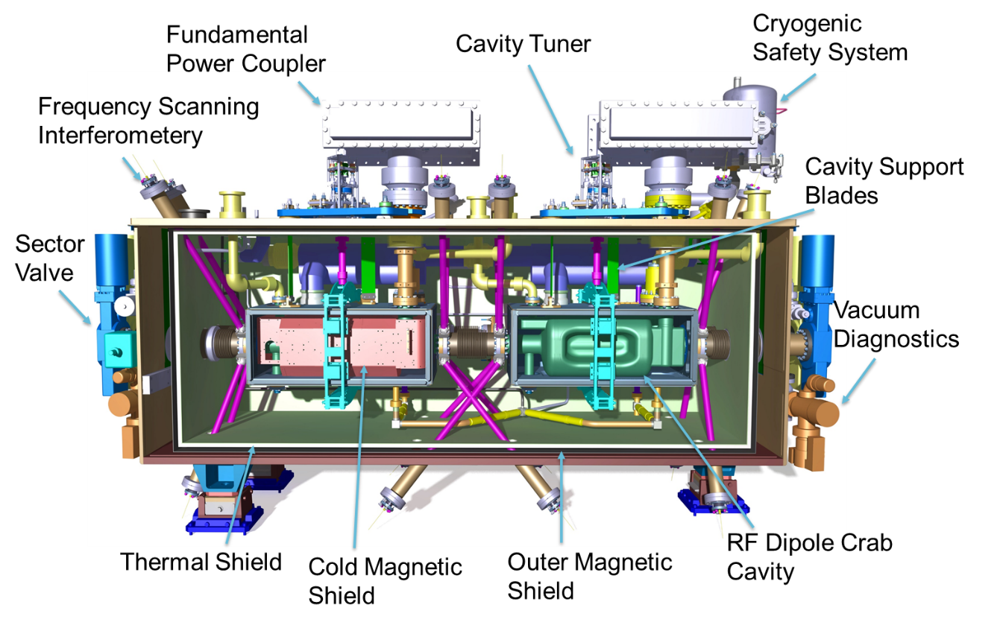 Fundamental
Power Coupler
Cavity Tuner
Cryogenic
Safety System
Frequency Scanning
Interferometery
Cavity Support
Blades
Sector
Valve
Vacuum
Diagnostics
Thermal Shield
Cold Magnetic
Shield
Outer Magnetic
Shield
RF Dipole Crab
Cavity